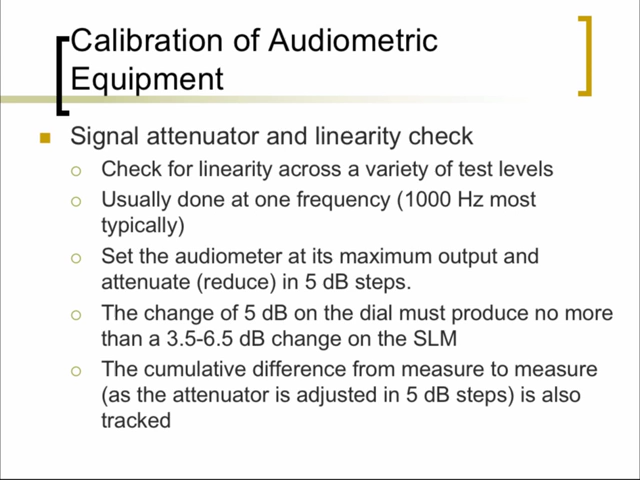 Calibration of Audiometric
Equipment
Signal attenuator and linearity check
Check for linearity across a variety of test levels
Usually done at one frequency (1000 Hz most
typically)
Set the audiometer at its maximum output and
attenuate (reduce) in 5 dB steps.
The change of 5 dB on the dial must produce no more
than a 3.5-6.5 dB change on the SLM
The cumulative difference from measure to measure
(as the attenuator is adjusted in 5 dB steps) is also
tracked